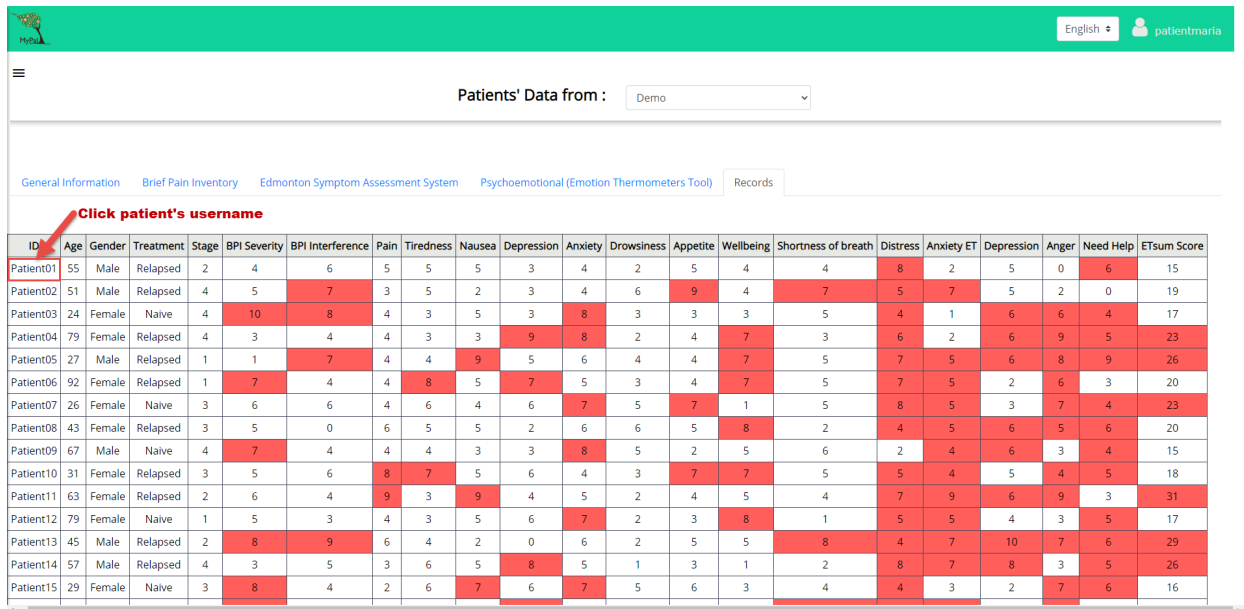 MyPal
English
patientmaria
Patients' Data from :
Demo
General Information Brief Pain Inventory Edmonton Symptom Assessment System Psychoemotional (Emotion Thermometers Tool) Records
Click patient's username
ID Age Gender Treatment Stage BPI Severity BPI Interference Pain Tiredness Nausea Depression Anxiety Drowsiness Appetite Wellbeing Shortness of breath Distress Anxiety ET Depression Anger Need Help ETsum Score
Patient01 55 Male Relapsed 2 4 6 5 5 5 3 4 2 5 4 4 8 2 5 0 6 15
Patient02 51 Male Relapsed 4 5 7 3 5 2 3 4 6 9 4 7 5 7 5 2 0 19
Patient03 24 Female Naive 4 10 8 4 3 5 3 8 3 3 3 5 4 1 6 6 4 17
Patient04 79 Female Relapsed 4 3 4 4 3 3 9 8 2 4 7 3 6 2 6 9 5 23
Patient05 27 Male Relapsed 1 1 7 4 4 9 5 6 4 4 7 5 7 5 6 8 9 26
Patient06 92 Female Relapsed 1 7 4 4 8 5 7 5 3 4 7 5 7 5 2 6 3 20
Patient07 26 Female Naive 3 6 6 4 6 4 6 7 5 7 1 5 8 5 3 7 4 23
Patient08 43 Female Relapsed 3 5 0 6 5 5 2 6 6 5 8 2 4 5 6 5 6 20
Patient09 67 Male Naive 4 7 4 4 4 3 3 8 5 2 5 6 2 4 6 3 4 15
Patient10 31 Female Relapsed 3 5 6 8 7 5 6 4 3 7 7 5 5 4 5 4 5 18
Patient11 63 Female Relapsed 2 6 4 9 3 9 4 5 2 4 5 4 7 9 6 9 3 31
Patient12 79 Female Naive 1 5 3 4 3 5 6 7 2 3 8 1 5 5 4 3 5 17
Patient13 45 Male Relapsed 2 8 9 6 4 2 0 6 2 5 5 8 4 7 10 7 6 29
Patient14 57 Male Relapsed 4 3 5 3 6 5 8 5 1 3 1 2 8 7 8 3 5 26
Patient15 29 Female Naive 3 8 4 2 6 7 6 7 5 6 3 4 4 3 2 7 6 16